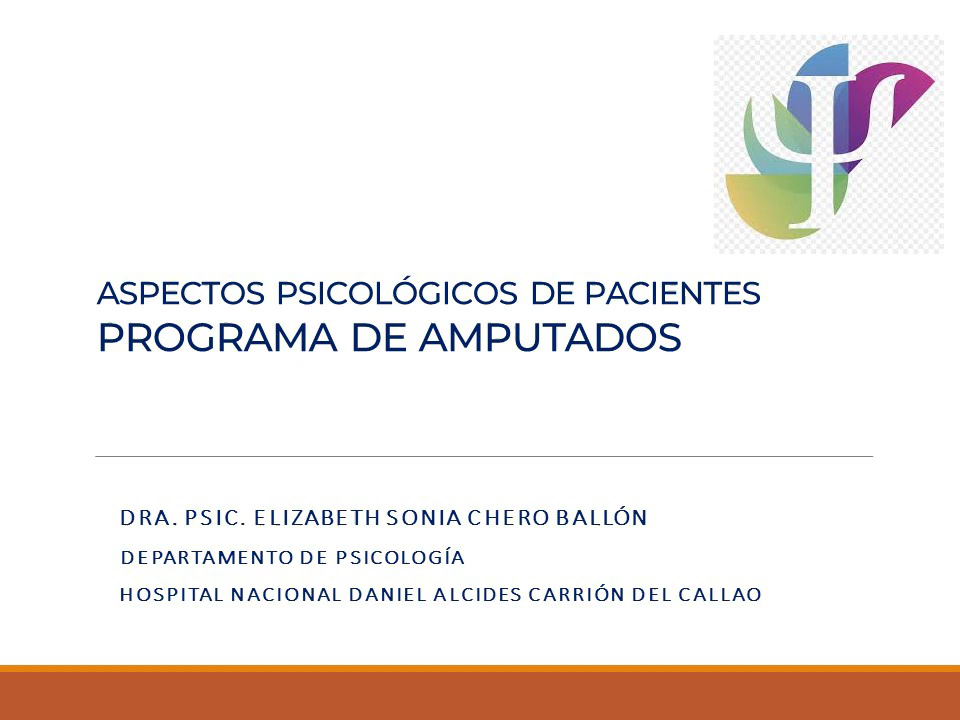 ASPECTOS PSICOLÓGICOS DE PACIENTES
PROGRAMA DE AMPUTADOS
DRA. PSIC. ELIZABETH SONIA CHERO BALLÓN
DEPARTAMENTO DE PSICOLOGÍA
HOSPITAL NACIONAL DANIEL ALCIDES CARRIÓN DEL CALLAO